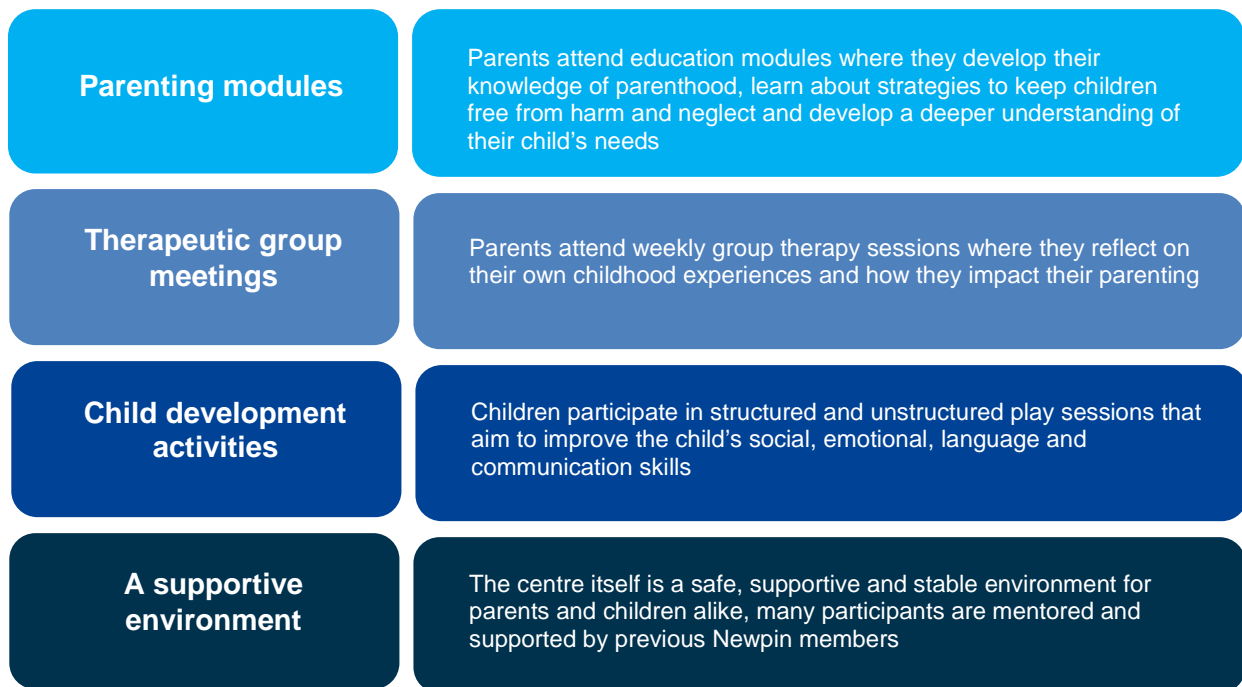 Parenting modules
Parents attend education modules where they develop their
knowledge of parenthood, learn about strategies to keep children
free from harm and neglect and develop a deeper understanding of
their child’s needs
Therapeutic group
meetings
Parents attend weekly group therapy sessions where they reflect on
their own childhood experiences and how they impact their parenting
Child development
activities
Children participate in structured and unstructured play sessions that
aim to improve the child’s social, emotional, language and
communication skills
A supportive
environment
The centre itself is a safe, supportive and stable environment for
parents and children alike, many participants are mentored and
supported by previous Newpin members